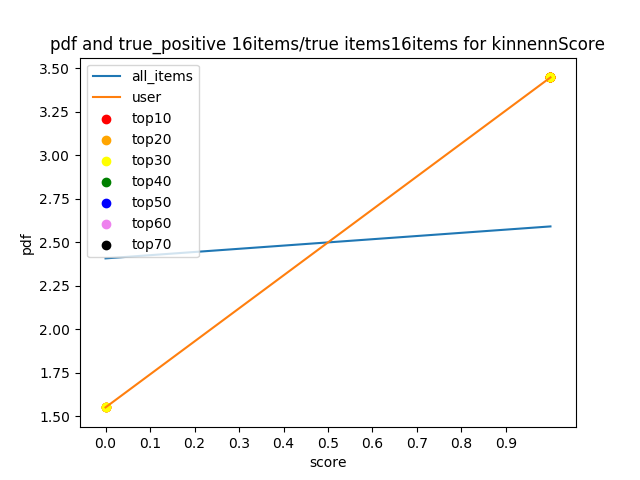 pdf and true_positive 16items/true items16items for kinnennScore
3.50
3.25
3.00
2.75
2.50
2.25
2.00
1.75
1.50
pdf
all_items
user
top10
top20
top30
top40
top50
top60
top70
0.0 0.1 0.2 0.3 0.4 0.5 0.6 0.7 0.8 0.9
score